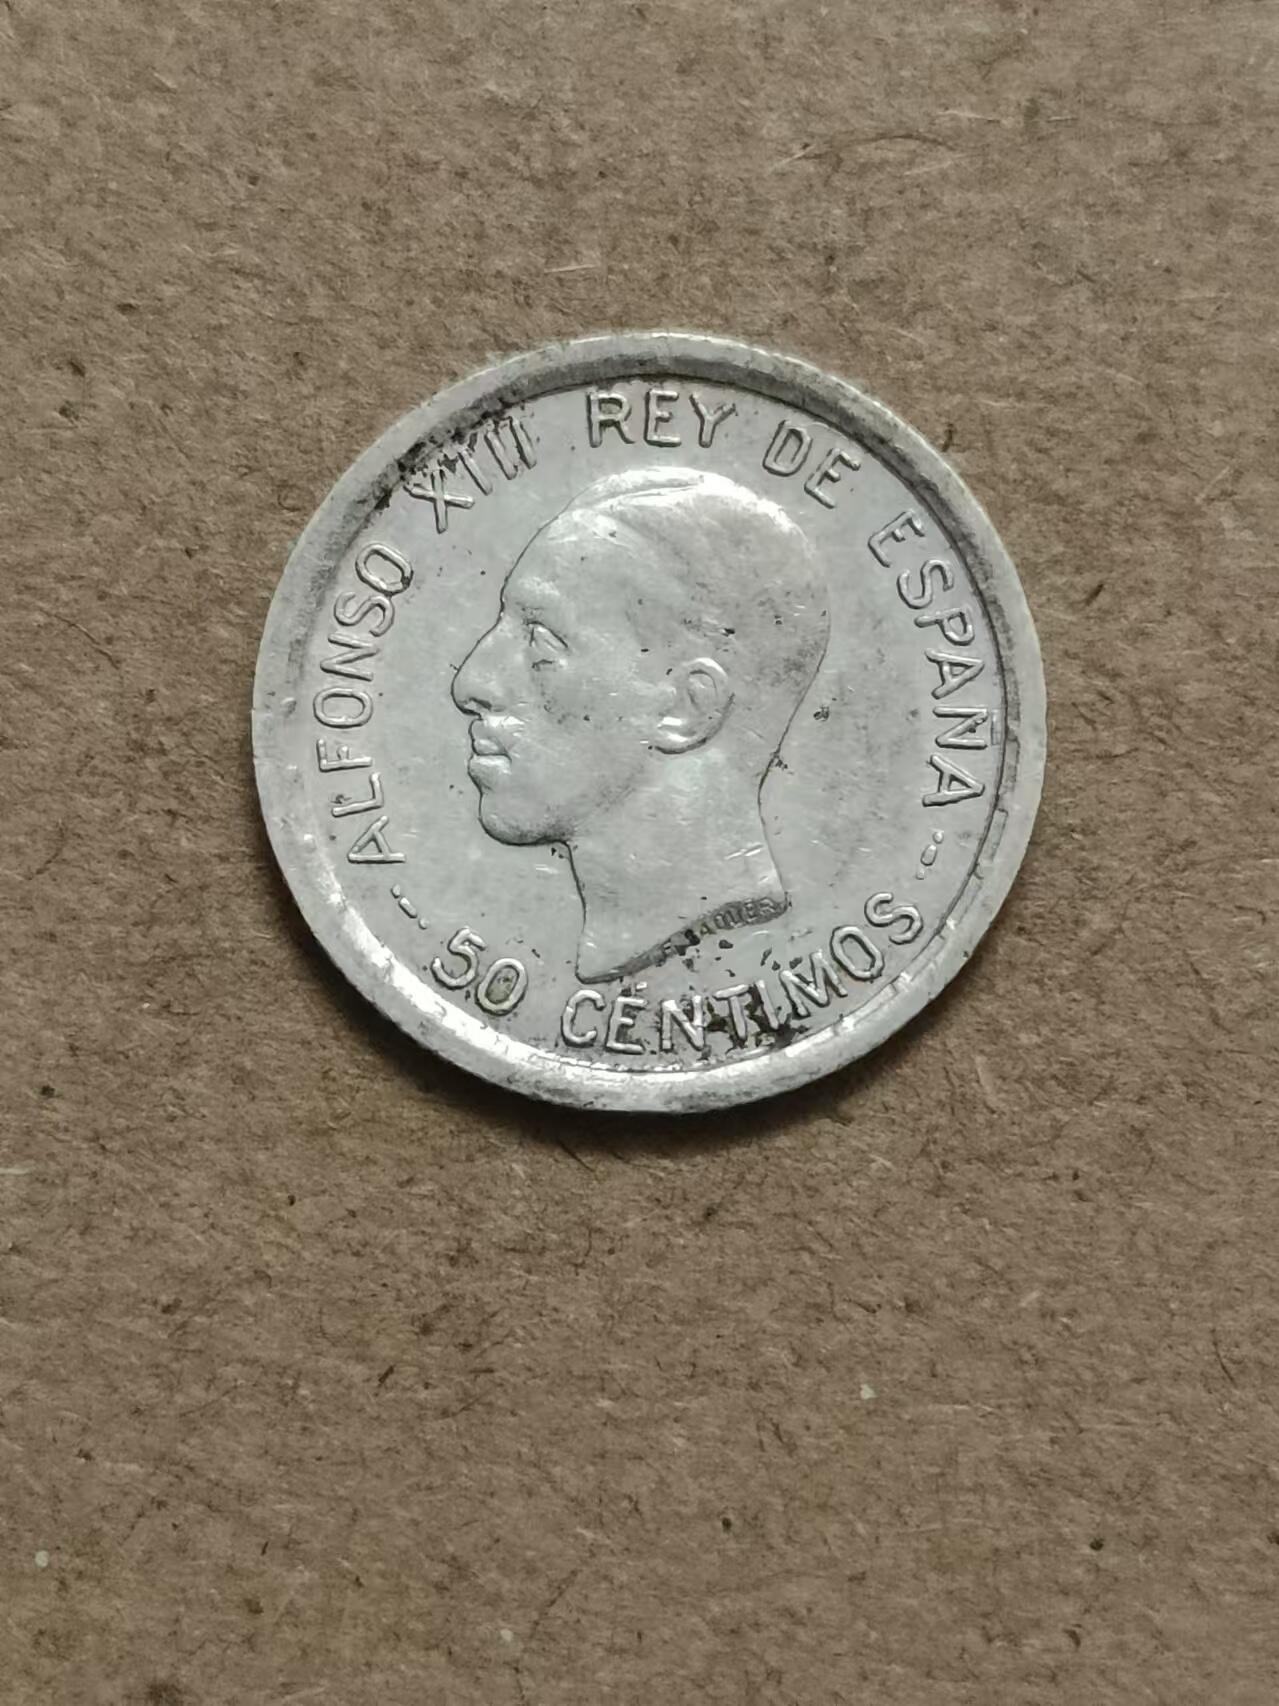 ALFONSO XIII REY DE ESPAÑA
50 CÉNTIMOS